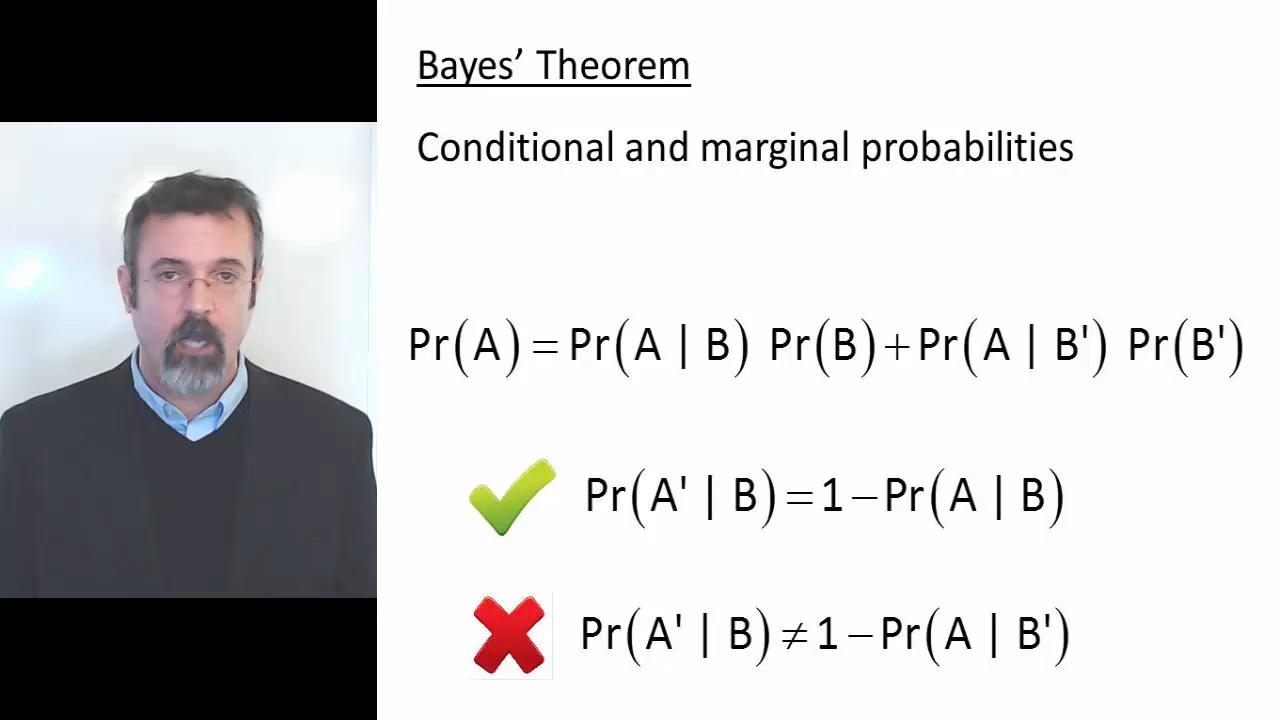 Bayes’ Theorem
Conditional and marginal probabilities
Pr(A) = Pr(A | B) Pr(B) + Pr(A | B') Pr(B')
Pr(A' | B) = 1 − Pr(A | B)
Pr(A' | B) ≠ 1 − Pr(A | B')